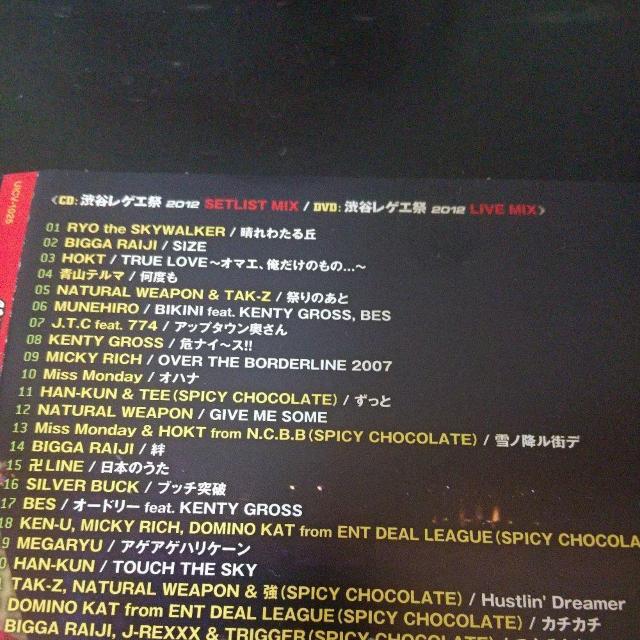 UICV-1026
《CD: 渋谷レゲエ祭 2012 SETLIST MIX / DVD: 渋谷レゲエ祭 2012 LIVE MIX》
01 RYO the SKYWALKER / 晴れわたる丘
02 BIGGA RAIJI / SIZE
03 HOKT / TRUE LOVE～オマエ、俺だけのもの…～
04 青山テルマ / 何度も
05 NATURAL WEAPON & TAK-Z / 祭りのあと
06 MUNEHIRO / BIKINI feat. KENTY GROSS, BES
07 J.T.C feat. 774 / アップタウン奥さん
08 KENTY GROSS / 危ナイ～ス!!
09 MICKY RICH / OVER THE BORDERLINE 2007
10 Miss Monday / オハナ
11 HAN-KUN & TEE (SPICY CHOCOLATE) / ずっと
12 NATURAL WEAPON / GIVE ME SOME
13 Miss Monday & HOKT from N.C.B.B (SPICY CHOCOLATE) / 雪ノ降ル街デ
14 BIGGA RAIJI / 絆
15 卍LINE / 日本のうた
16 SILVER BUCK / ブッチ突破
17 BES / オードリー feat. KENTY GROSS
18 KEN-U, MICKY RICH, DOMINO KAT from ENT DEAL LEAGUE (SPICY CHOCOLA
9 MEGARYU / アゲアゲハリケーン
0 HAN-KUN / TOUCH THE SKY
TAK-Z, NATURAL WEAPON & 強 (SPICY CHOCOLATE) / Hustlin' Dreamer
DOMINO KAT from ENT DEAL LEAGUE (SPICY CHOCOLATE) / カチカチ
BIGGA RAIJI, J-REXXX & TRIGGER (SPICY CHOCOLATE)